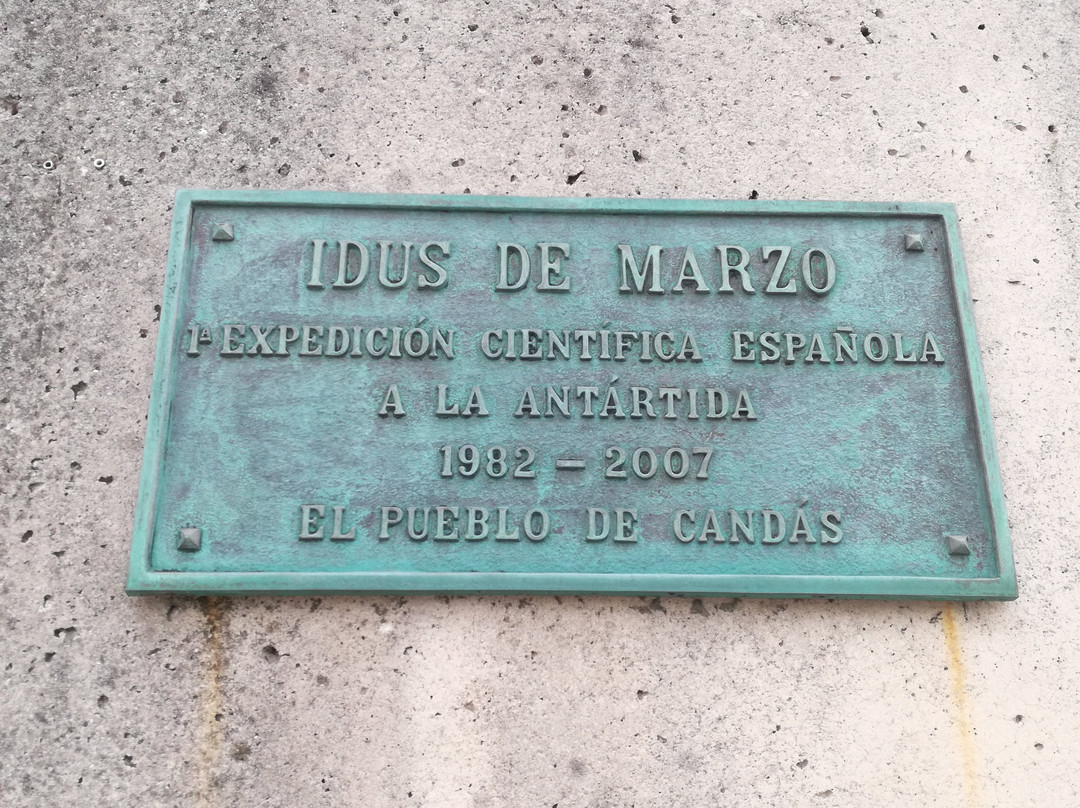 IDUS DE MARZO
1ª EXPEDICIÓN CIENTÍFICA ESPAÑOLA
A LA ANTÁRTIDA
1982 – 2007
EL PUEBLO DE CANDÁS